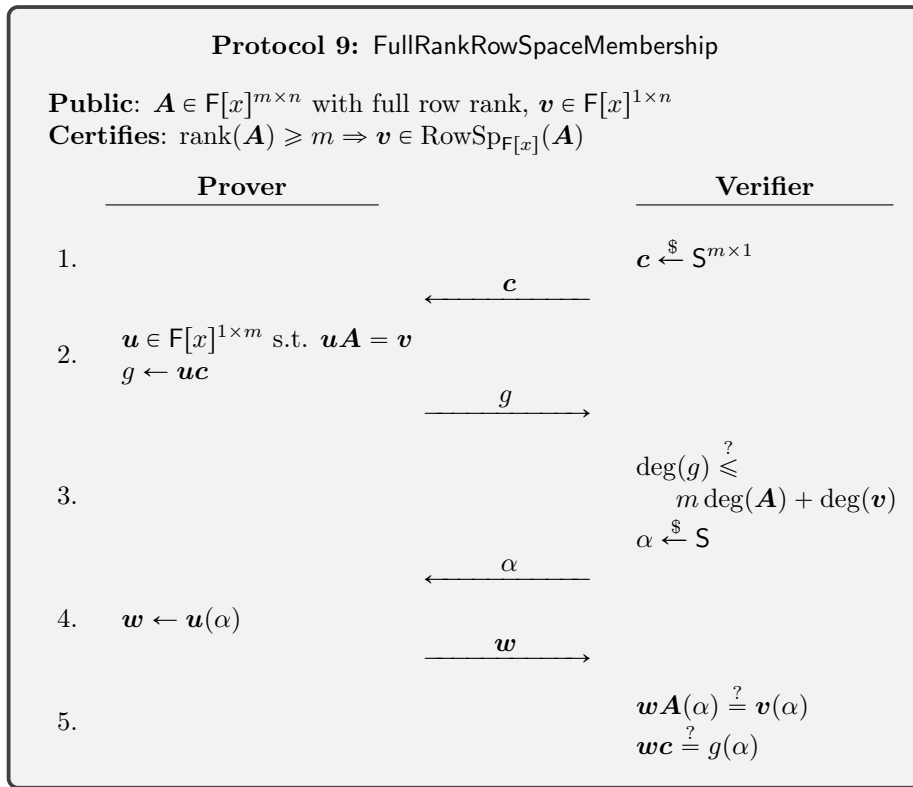 Protocol 9: FullRankRowSpaceMembership
Public: A ∈ F[x]^{m×n} with full row rank, v ∈ F[x]^{1×n}
Certifies: rank(A) ⩾ m ⇒ v ∈ RowSp_{F[x]}(A)
Prover Verifier
1. c ←$ S^{m×1}
c
2. u ∈ F[x]^{1×m} s.t. uA = v
g ← uc
g
3. deg(g) ⩽?
m deg(A) + deg(v)
α ←$ S
α
4. w ← u(α)
w
5. wA(α) =? v(α)
wc =? g(α)